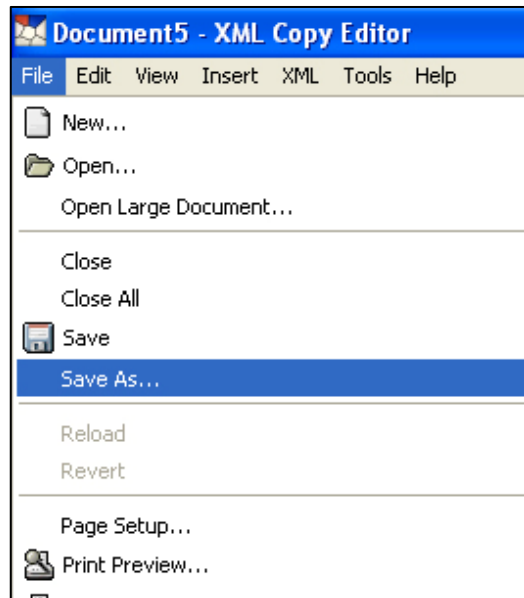 Document5 - XML Copy Editor
File Edit View Insert XML Tools Help
New...
Open...
Open Large Document...
Close
Close All
Save
Save As...
Reload
Revert
Page Setup...
Print Preview...